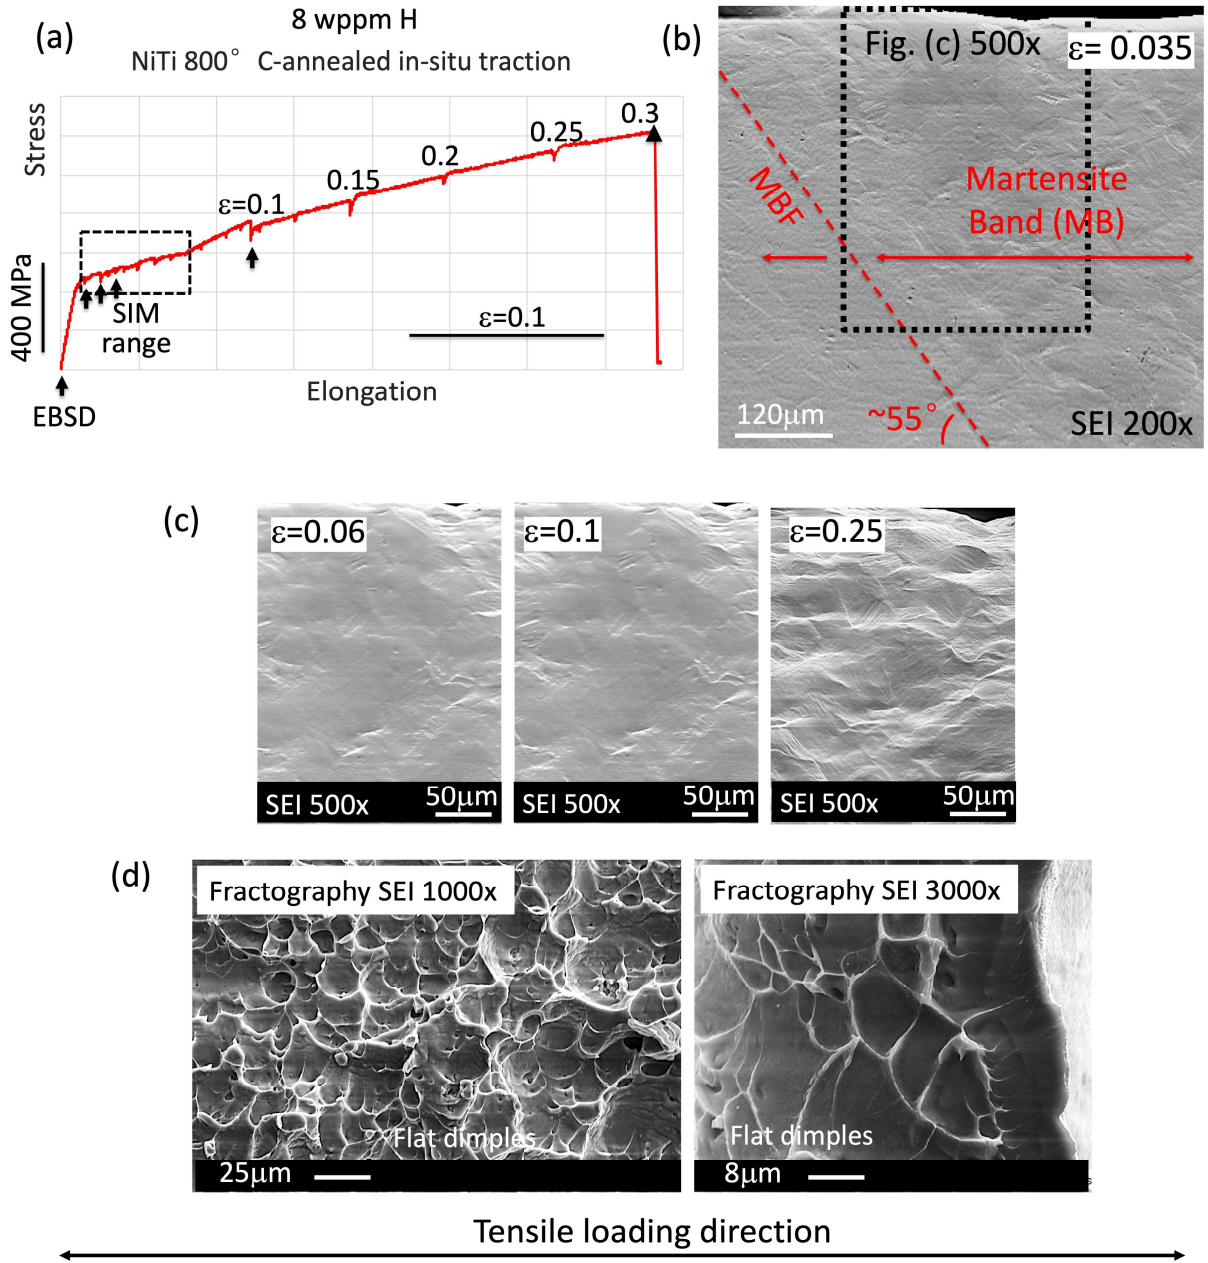 (a)
8 wppm H
NiTi 800° C-annealed in-situ traction
Stress
400 MPa
0.3
0.25
0.2
0.15
ε=0.1
SIM
range
ε=0.1
Elongation
EBSD
(b)
Fig. (c) 500x
ε= 0.035
MBF
Martensite
Band (MB)
~55°
120μm
SEI 200x
(c)
ε=0.06
SEI 500x
50μm
ε=0.1
SEI 500x
50μm
ε=0.25
SEI 500x
50μm
(d)
Fractography SEI 1000x
Flat dimples
25μm
Fractography SEI 3000x
Flat dimples
8μm
Tensile loading direction